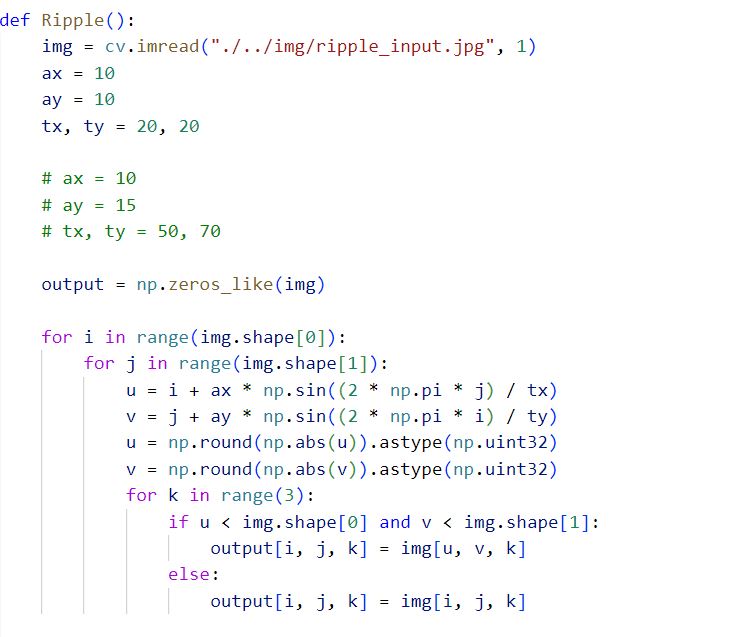 def Ripple():
    img = cv.imread("./../img/ripple_input.jpg", 1)
    ax = 10
    ay = 10
    tx, ty = 20, 20
    # ax = 10
    # ay = 15
    # tx, ty = 50, 70
    output = np.zeros_like(img)
    for i in range(img.shape[0]):
        for j in range(img.shape[1]):
            u = i + ax * np.sin((2 * np.pi * j) / tx)
            v = j + ay * np.sin((2 * np.pi * i) / ty)
            u = np.round(np.abs(u)).astype(np.uint32)
            v = np.round(np.abs(v)).astype(np.uint32)
            for k in range(3):
                if u < img.shape[0] and v < img.shape[1]:
                    output[i, j, k] = img[u, v, k]
                else:
                    output[i, j, k] = img[i, j, k]